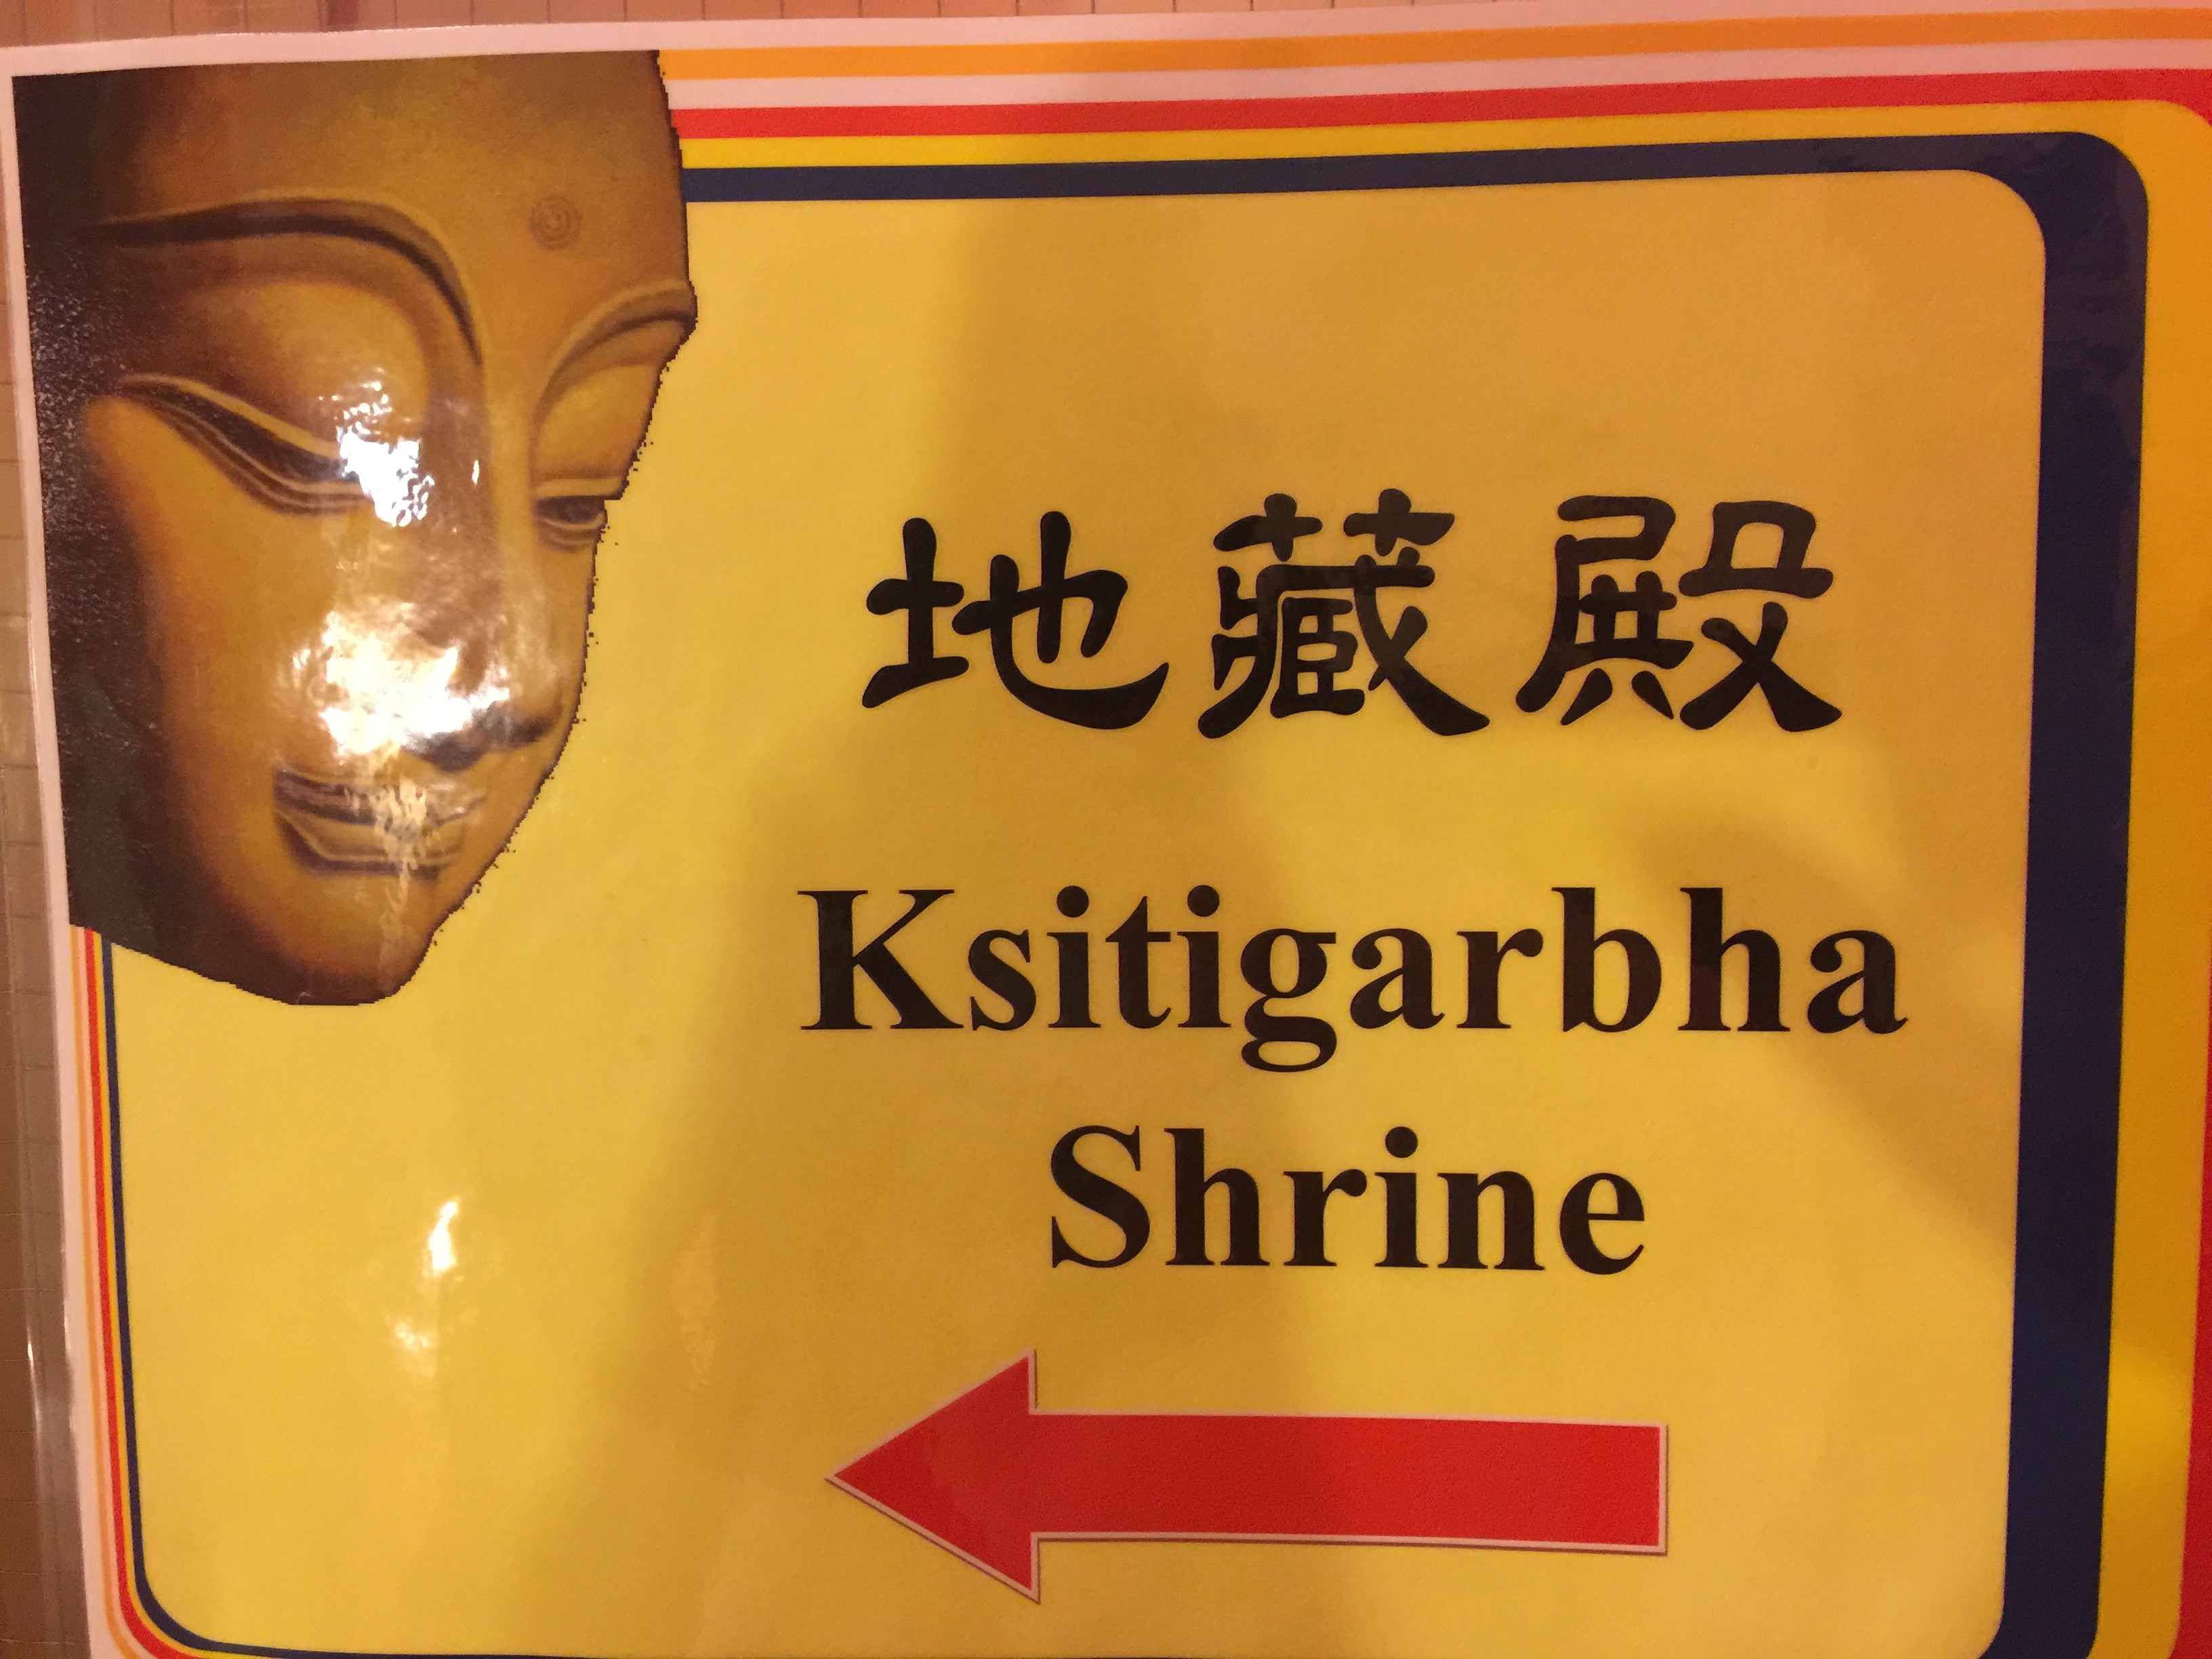 地藏殿
Ksitigarbha
Shrine